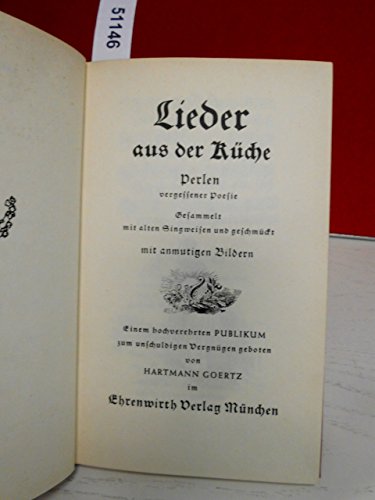 51146
Lieder
aus der Küche
Perlen
vergessener Poesie
Gesammelt
mit alten Singweisen und geschmückt
mit anmutigen Bildern
Einem hochverehrten PUBLIKUM
zum unschuldigen Vergnügen geboten
von
HARTMANN GOERTZ
im
Ehrenwirth Verlag München